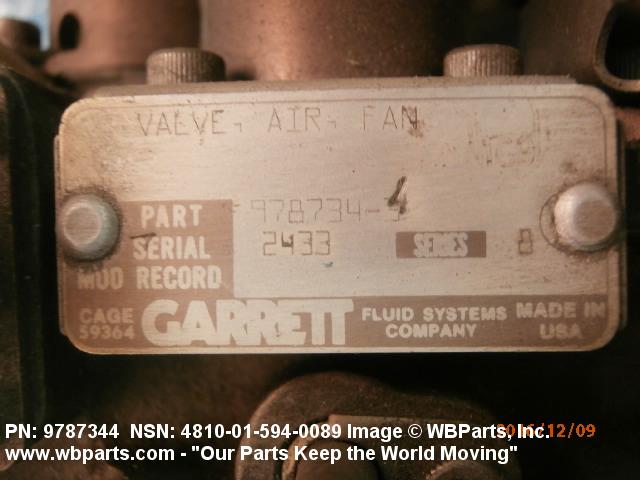 VALVE, AIR, FAN
PART 978734-4
SERIAL 2433 SERIES 8
MOD RECORD
CAGE 59364 GARRETT FLUID SYSTEMS COMPANY MADE IN USA
PN: 9787344 NSN: 4810-01-594-0089 Image © WBParts, Inc.
2016/12/09
www.wbparts.com - "Our Parts Keep the World Moving"